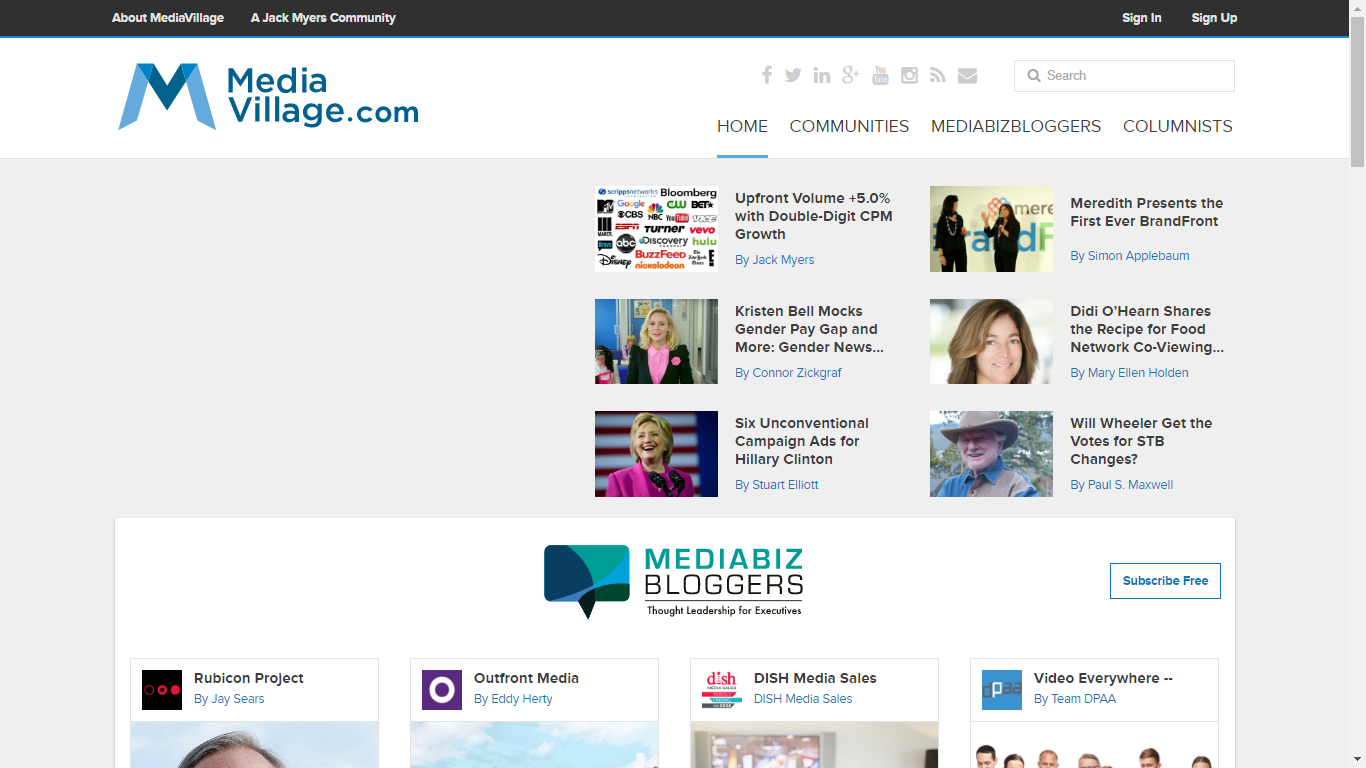 About MediaVillage
A Jack Myers Community
Sign In
Sign Up
Media
Village.com
Search
HOME
COMMUNITIES
MEDIABIZBLOGGERS
COLUMNISTS
scrippsnetworks
Bloomberg
MTV
Google
CW
BET★
CBS
NBC
YouTube
VICE
MAKER
ESPN
Turner
vevo
bravo
abc
Discovery
CHANNEL
hulu
BuzzFeed
The New York Times
E
Disney
nickelodeon
Upfront Volume +5.0%
with Double-Digit CPM
Growth
By Jack Myers
mere
BrandF
Meredith Presents the
First Ever BrandFront
By Simon Applebaum
Kristen Bell Mocks
Gender Pay Gap and
More: Gender News...
By Connor Zickgraf
Didi O’Hearn Shares
the Recipe for Food
Network Co-Viewing...
By Mary Ellen Holden
Six Unconventional
Campaign Ads for
Hillary Clinton
By Stuart Elliott
Will Wheeler Get the
Votes for STB
Changes?
By Paul S. Maxwell
MEDIABIZ
BLOGGERS
Thought Leadership for Executives
Subscribe Free
Rubicon Project
By Jay Sears
Outfront Media
By Eddy Herty
dish
MEDIA SALES
DISH Media Sales
DISH Media Sales
dpaa
Video Everywhere --
By Team DPAA